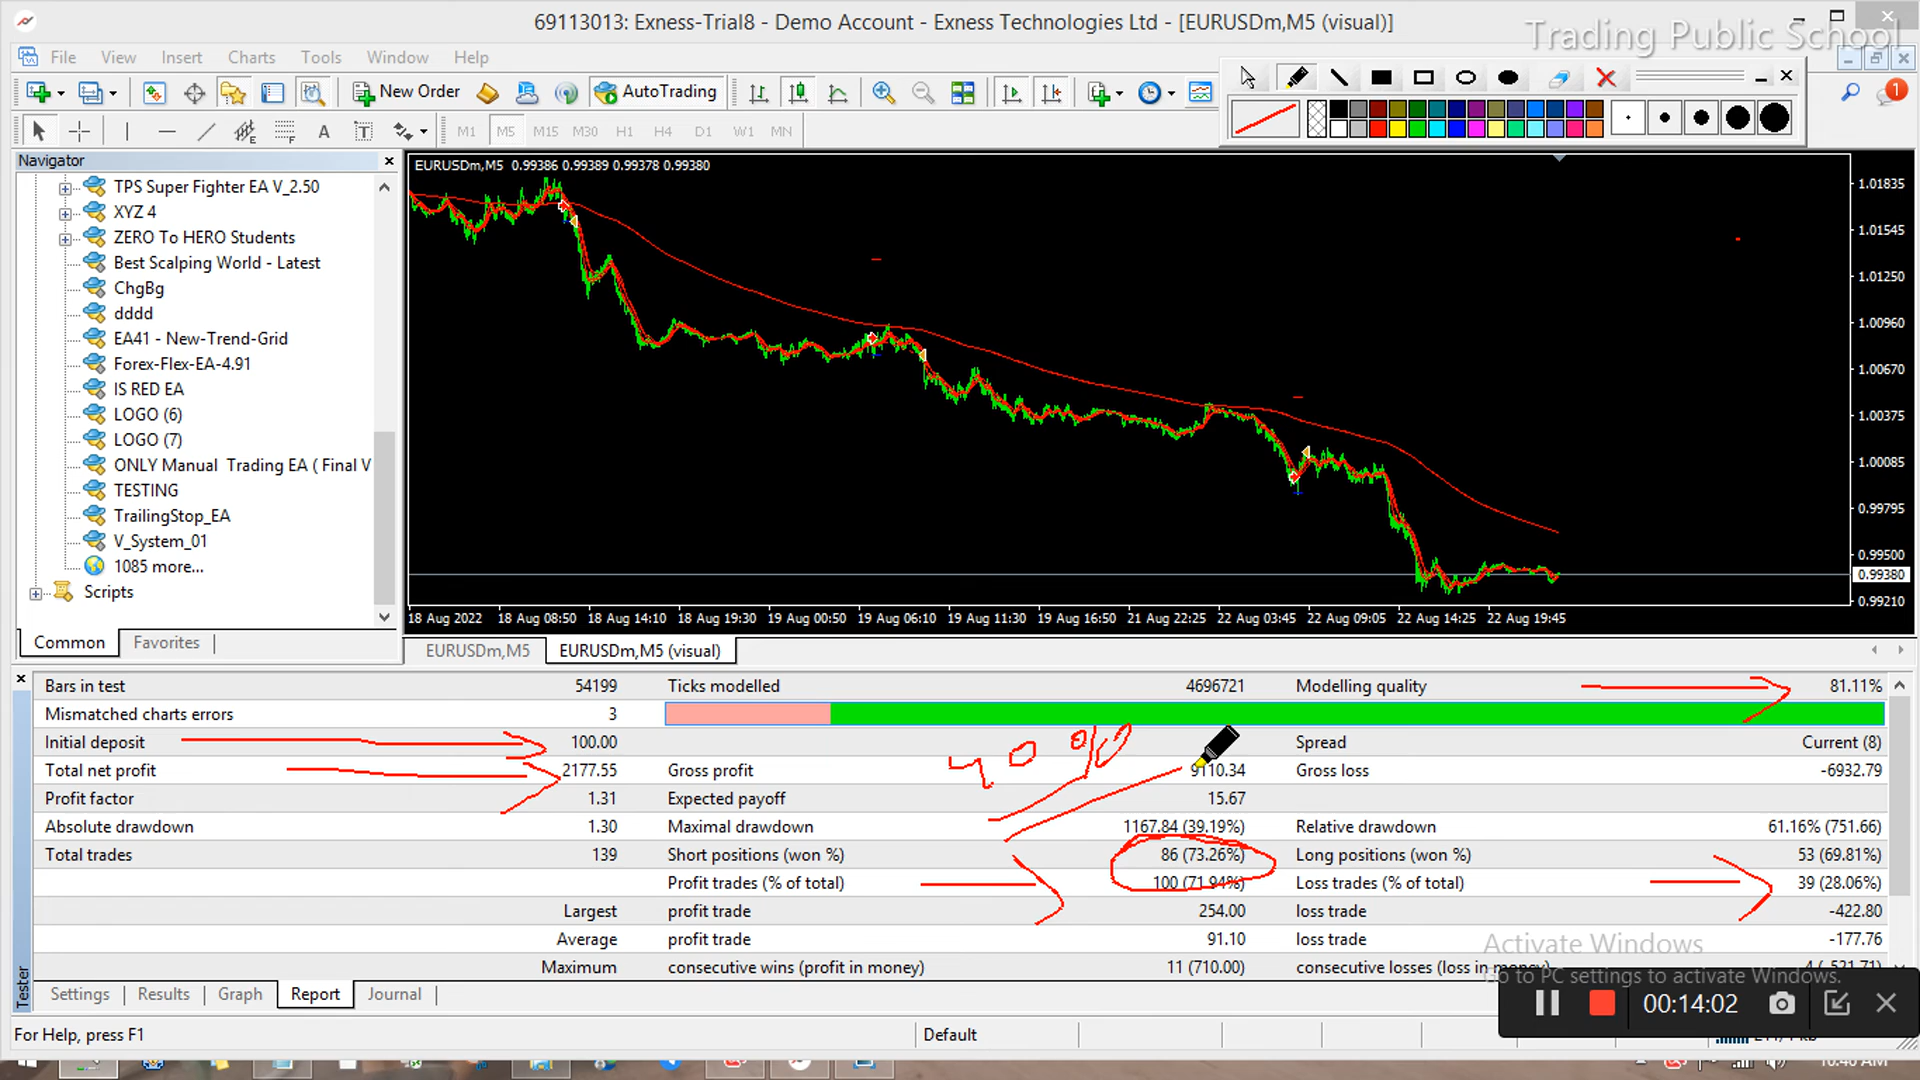 69113013: Exness-Trial8 - Demo Account - Exness Technologies Ltd - [EURUSDm,M5 (visual)]
Trading Public School
File View Insert Charts Tools Window Help
New Order AutoTrading
1
A T M1 M5 M15 M30 H1 H4 D1 W1 MN
Navigator
TPS Super Fighter EA V_2.50
XYZ 4
ZERO To HERO Students
Best Scalping World - Latest
ChgBg
dddd
EA41 - New-Trend-Grid
Forex-Flex-EA-4.91
IS RED EA
LOGO (6)
LOGO (7)
ONLY Manual Trading EA ( Final V
TESTING
TrailingStop_EA
V_System_01
1085 more...
Scripts
Common Favorites
EURUSDm,M5 0.99386 0.99389 0.99378 0.99380
1.01835
1.01545
1.01250
1.00960
1.00670
1.00375
1.00085
0.99795
0.99500
0.99380
0.99210
18 Aug 2022 18 Aug 08:50 18 Aug 14:10 18 Aug 19:30 19 Aug 00:50 19 Aug 06:10 19 Aug 11:30 19 Aug 16:50 21 Aug 22:25 22 Aug 03:45 22 Aug 09:05 22 Aug 14:25 22 Aug 19:45
EURUSDm,M5 EURUSDm,M5 (visual)
Bars in test 54199 Ticks modelled 4696721 Modelling quality 81.11%
Mismatched charts errors 3
Initial deposit 100.00 Spread Current (8)
40 %
Total net profit 2177.55 Gross profit 9110.34 Gross loss -6932.79
Profit factor 1.31 Expected payoff 15.67
Absolute drawdown 1.30 Maximal drawdown 1167.84 (39.19%) Relative drawdown 61.16% (751.66)
Total trades 139 Short positions (won %) 86 (73.26%) Long positions (won %) 53 (69.81%)
Profit trades (% of total) 100 (71.94%) Loss trades (% of total) 39 (28.06%)
Largest profit trade 254.00 loss trade -422.80
Average profit trade 91.10 loss trade -177.76
Maximum consecutive wins (profit in money) 11 (710.00) consecutive losses (loss in money)
Activate Windows
Go to PC settings to activate Windows.
Tester
Settings Results Graph Report Journal
00:14:02
For Help, press F1 Default